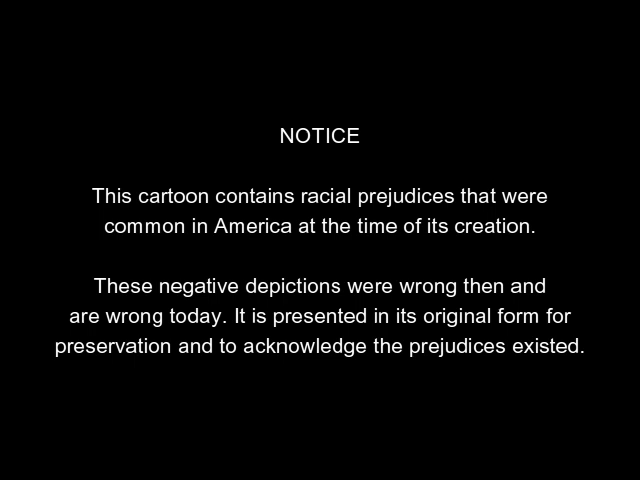 NOTICE
This cartoon contains racial prejudices that were
common in America at the time of its creation.
These negative depictions were wrong then and
are wrong today. It is presented in its original form for
preservation and to acknowledge the prejudices existed.